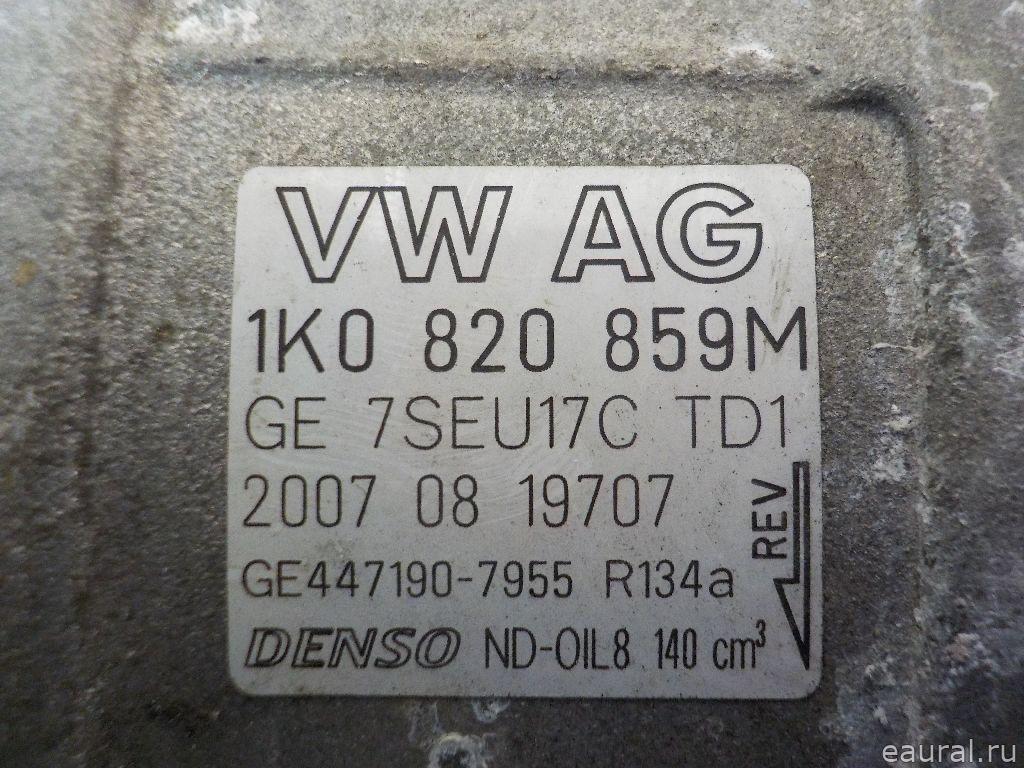 VW AG
1K0 820 859M
GE 7SEU17C TD1
2007 08 19707
REV
GE447190-7955 R134a
DENSO ND-OIL8 140 cm³
eaural.ru